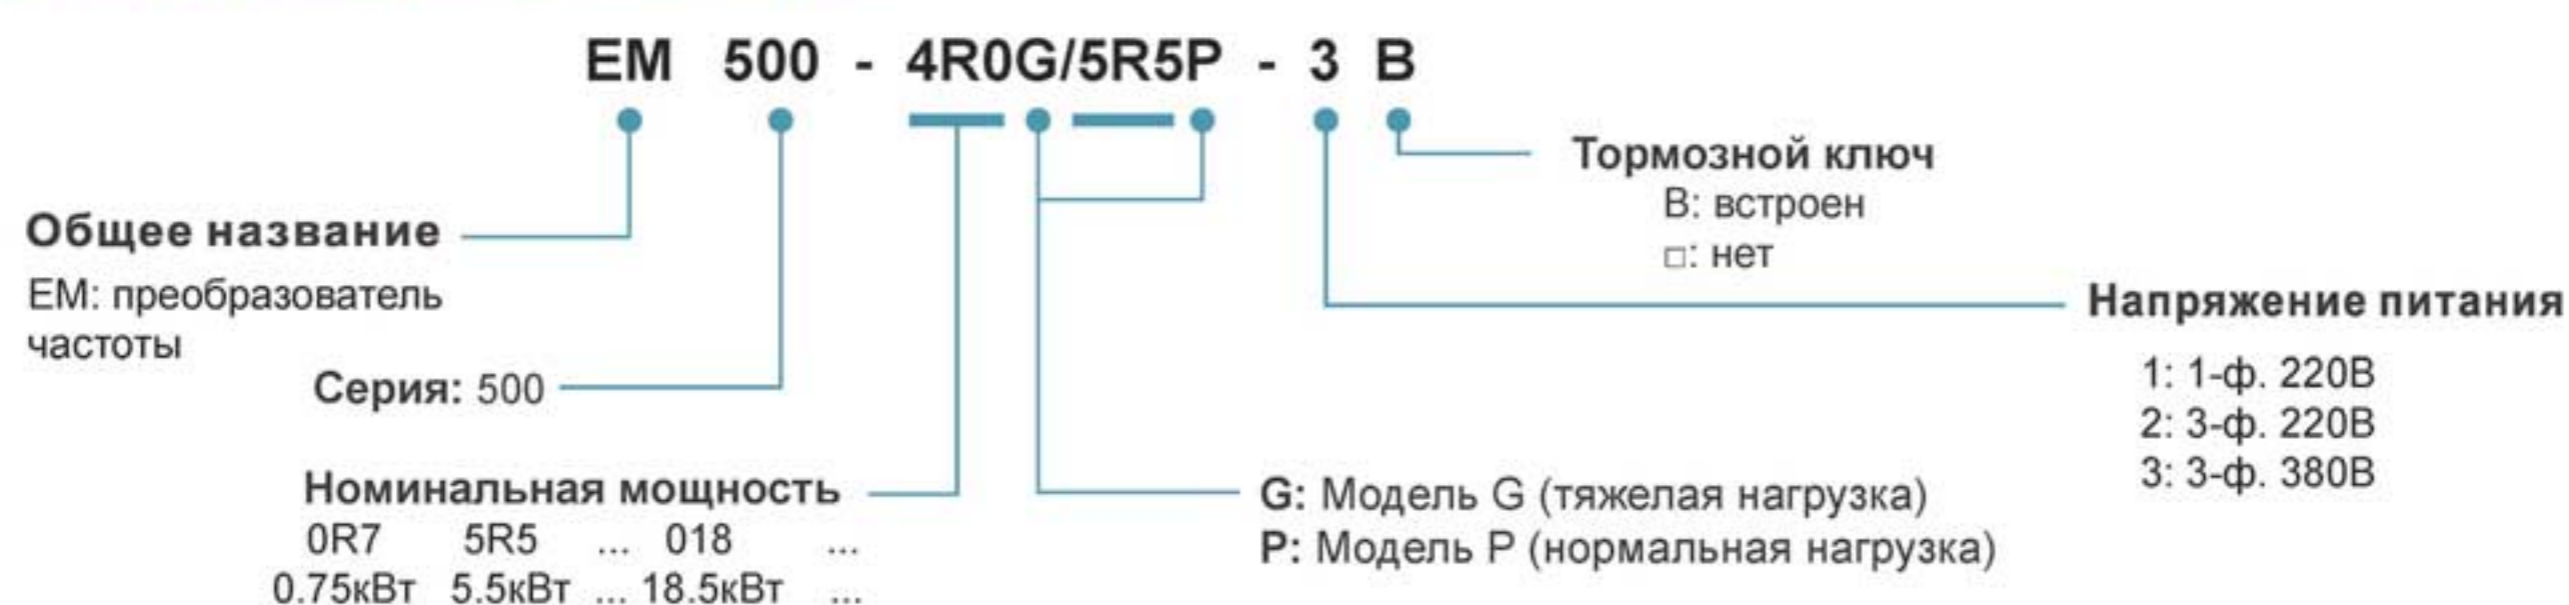 EM 500 - 4R0G/5R5P - 3 B
Тормозной ключ
B: встроен
□: нет
Общее название
EM: преобразователь
частоты
Напряжение питания
1: 1-ф. 220В
2: 3-ф. 220В
3: 3-ф. 380В
Серия: 500
Номинальная мощность
0R7 5R5 ... 018 ...
0.75кВт 5.5кВт ... 18.5кВт ...
G: Модель G (тяжелая нагрузка)
P: Модель P (нормальная нагрузка)